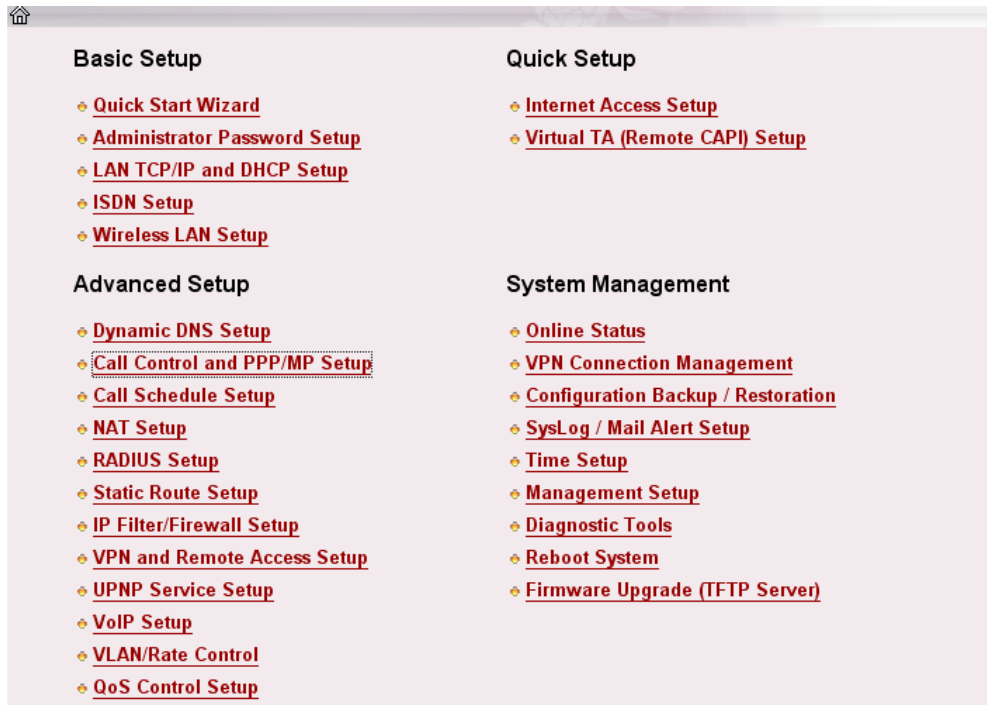 Basic Setup
Quick Start Wizard
Administrator Password Setup
LAN TCP/IP and DHCP Setup
ISDN Setup
Wireless LAN Setup
Quick Setup
Internet Access Setup
Virtual TA (Remote CAPI) Setup
Advanced Setup
Dynamic DNS Setup
Call Control and PPP/MP Setup
Call Schedule Setup
NAT Setup
RADIUS Setup
Static Route Setup
IP Filter/Firewall Setup
VPN and Remote Access Setup
UPNP Service Setup
VoIP Setup
VLAN/Rate Control
QoS Control Setup
System Management
Online Status
VPN Connection Management
Configuration Backup / Restoration
SysLog / Mail Alert Setup
Time Setup
Management Setup
Diagnostic Tools
Reboot System
Firmware Upgrade (TFTP Server)